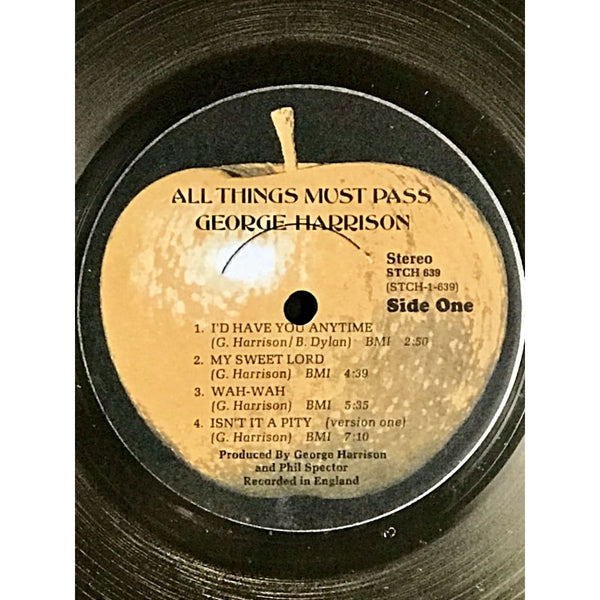 ALL THINGS MUST PASS
GEORGE HARRISON
Stereo
STCH 639
(STCH-1-639)
Side One
1. I'D HAVE YOU ANYTIME
(G. Harrison/B. Dylan) BMI 2:50
2. MY SWEET LORD
(G. Harrison) BMI 4:39
3. WAH-WAH
(G. Harrison) BMI 5:35
4. ISN'T IT A PITY (version one)
(G. Harrison) BMI 7:10
Produced By George Harrison
and Phil Spector
Recorded in England